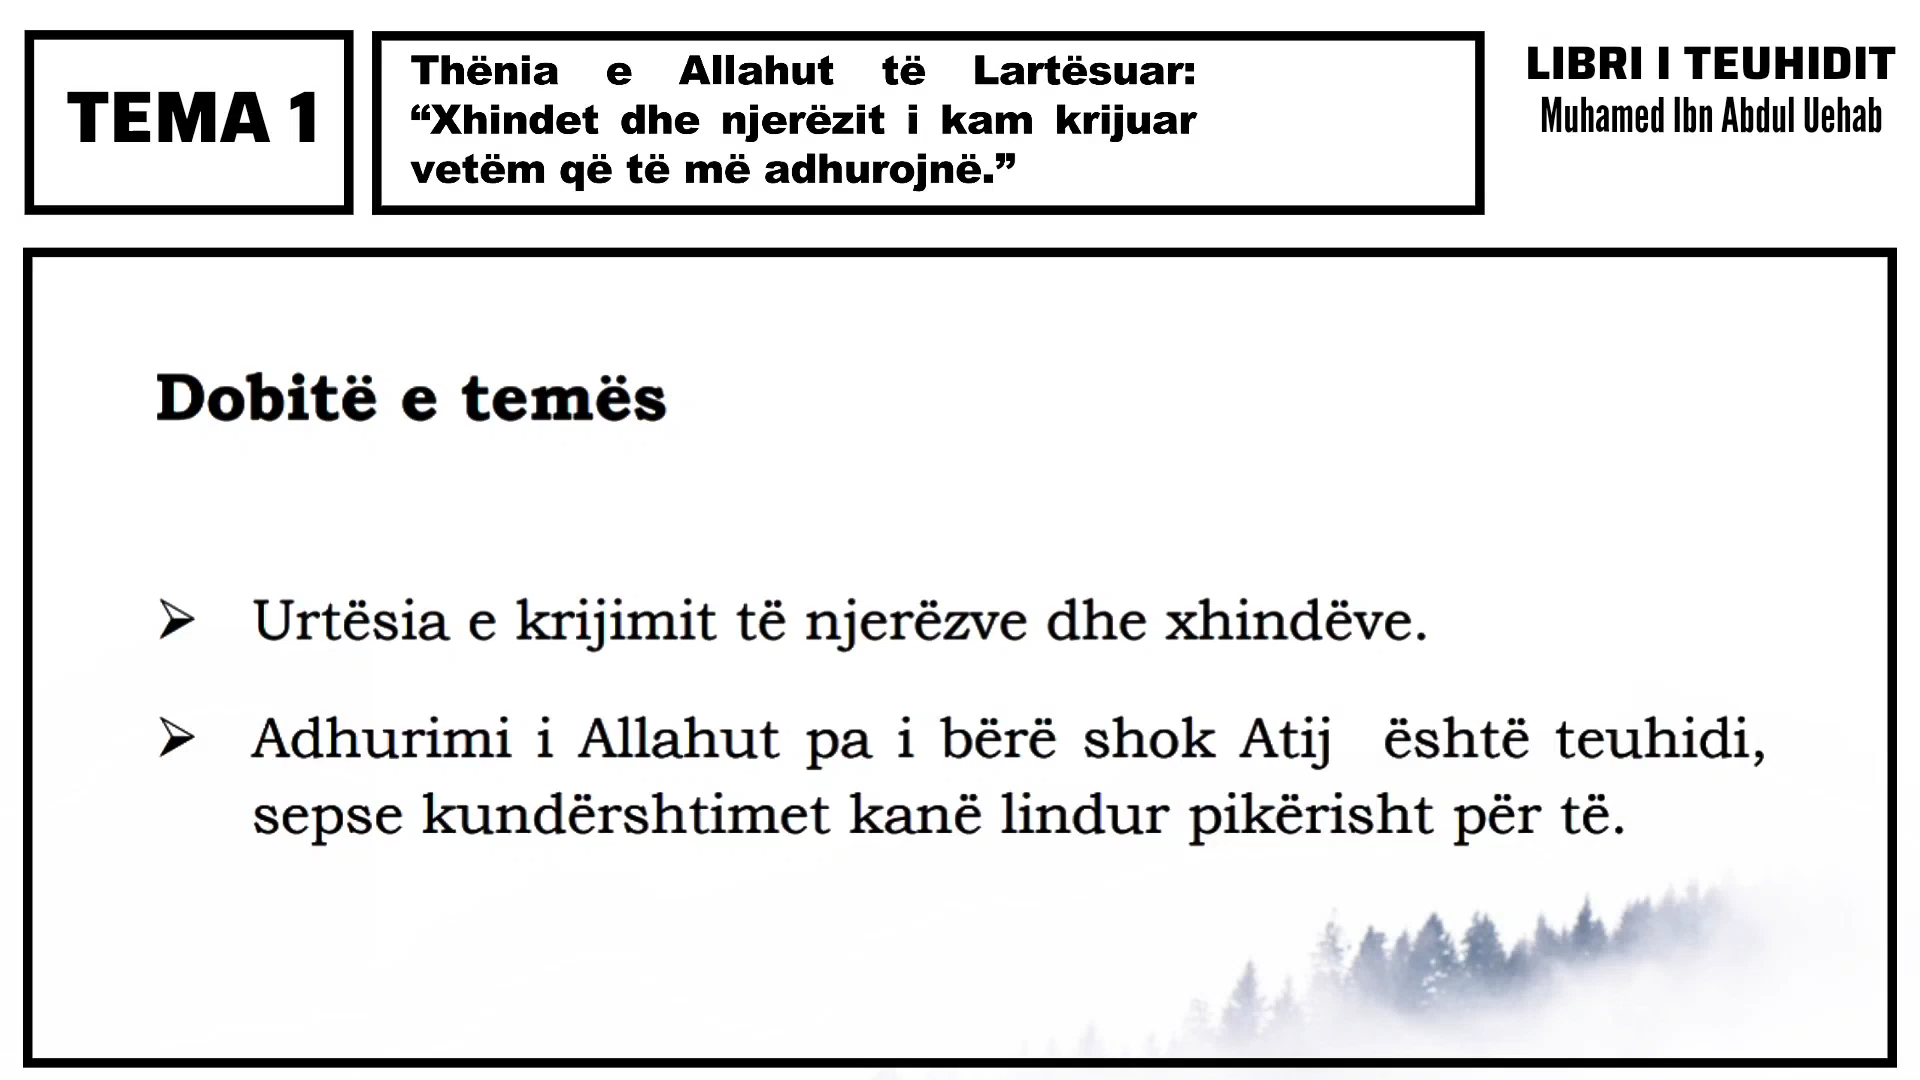 TEMA 1
Thënia e Allahut të Lartësuar:
“Xhindet dhe njerëzit i kam krijuar
vetëm që të më adhurojnë.”
LIBRI I TEUHIDIT
Muhamed Ibn Abdul Uehab
Dobitë e temës
➢ Urtësia e krijimit të njerëzve dhe xhindëve.
➢ Adhurimi i Allahut pa i bërë shok Atij është teuhidi,
sepse kundërshtimet kanë lindur pikërisht për të.